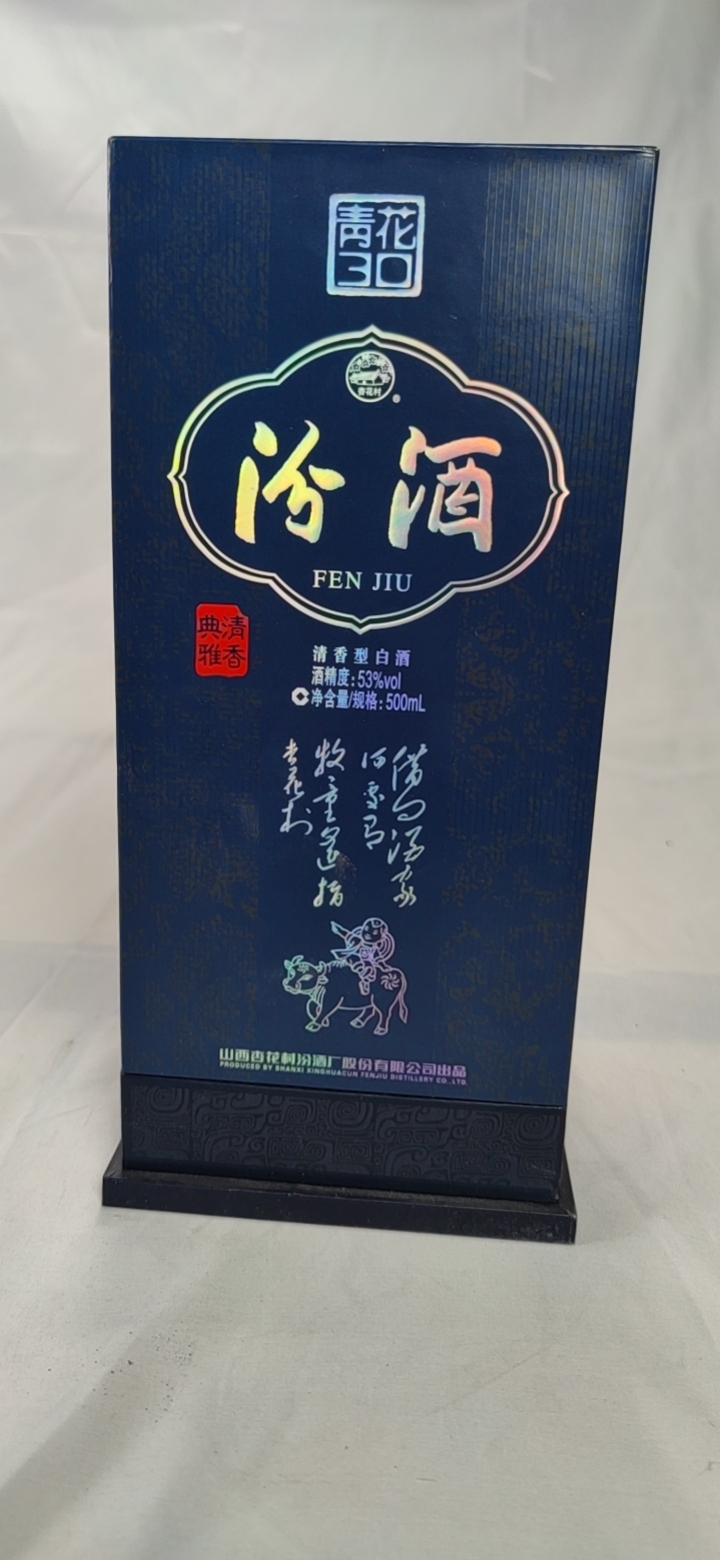 青花
30
杏花村
®
汾酒
FEN JIU
清香
典雅
清香型白酒
酒精度:53%vol
净含量/规格:500mL
借问酒家
何处有
牧童遥指
杏花村
山西杏花村汾酒厂股份有限公司出品
PRODUCED BY SHANXI XINGHUACUN FENJIU DISTILLERY CO.,LTD.